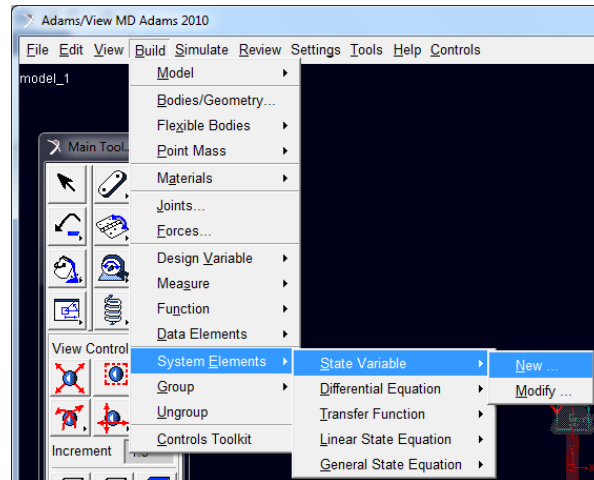 Adams/View MD Adams 2010
File Edit View Build Simulate Review Settings Tools Help Controls
model_1
Model
Bodies/Geometry...
Flexible Bodies
Main Tool..
Point Mass
Materials
Joints...
Forces...
Design Variable
Measure
Function
Data Elements
View Control
System Elements
State Variable
New ...
Group
Differential Equation
Modify ...
Ungroup
Transfer Function
Controls Toolkit
Linear State Equation
Increment
General State Equation